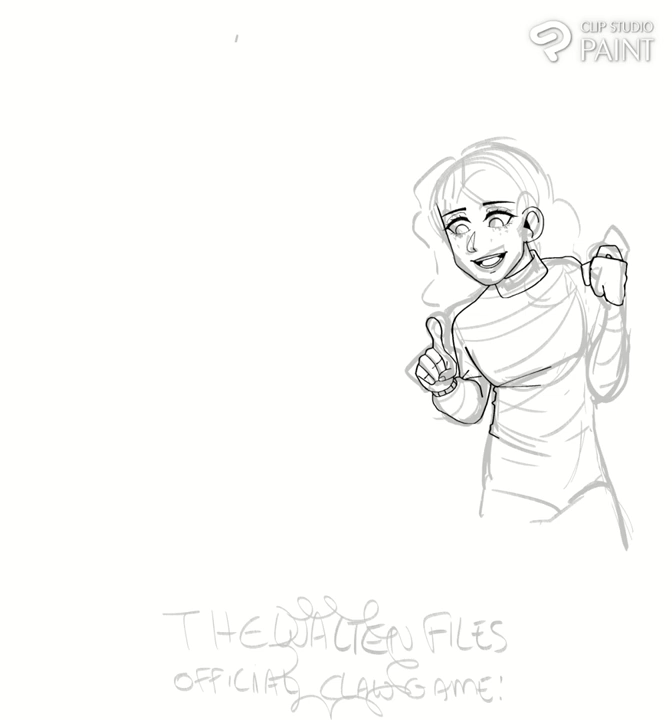 CLIP STUDIO
PAINT
THE WALTEN FILES
OFFICIAL CLAW GAME!